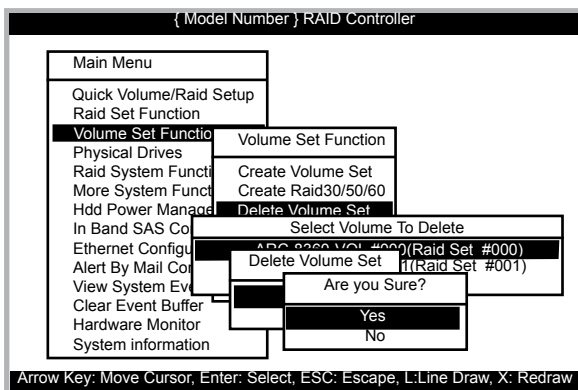 { Model Number } RAID Controller
Main Menu
Quick Volume/Raid Setup
Raid Set Function
Volume Set Functio
Physical Drives
Raid System Functi
More System Funct
Hdd Power Manage
In Band SAS Co
Ethernet Configu
Alert By Mail Con
View System Eve
Clear Event Buffer
Hardware Monitor
System information
Volume Set Function
Create Volume Set
Create Raid30/50/60
Delete Volume Set
Select Volume To Delete
#000(Raid Set #000)
1(Raid Set #001)
Delete Volume Set
Are you Sure?
Yes
No
Arrow Key: Move Cursor, Enter: Select, ESC: Escape, L:Line Draw, X: Redraw